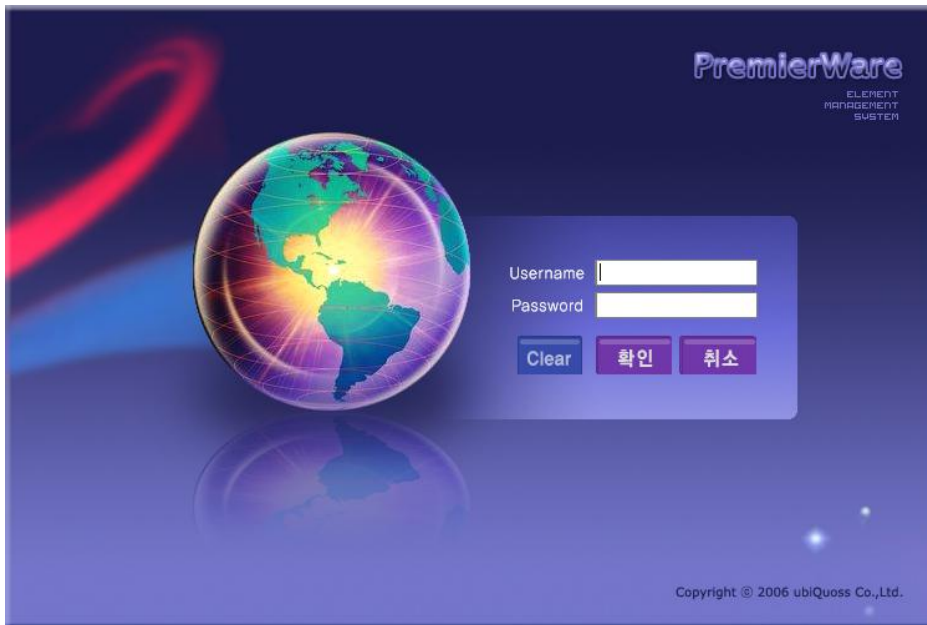 PremierWare
ELEMENT
MANAGEMENT
SYSTEM
Username
Password
Clear 확인 취소
Copyright © 2006 ubiQuoss Co.,Ltd.